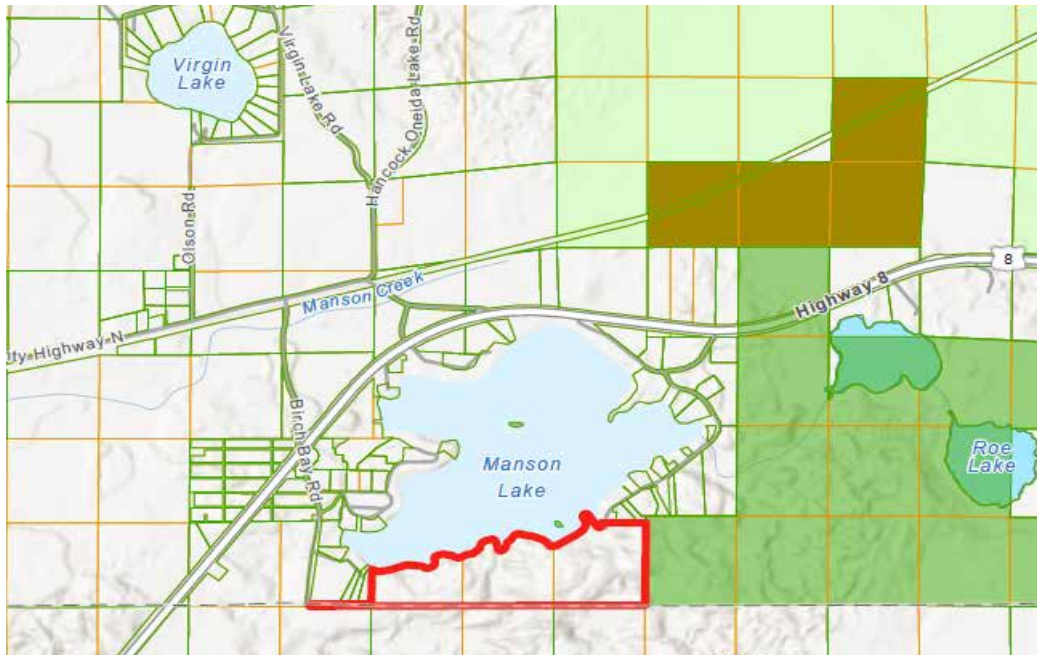 Virgin
Lake
Virgin Lake Rd
Hancock Oneida Lake Rd
Olson Rd
Manson Creek
ty Highway N
Highway 8
8
Birch Bay Rd
Manson
Lake
Roe
Lake